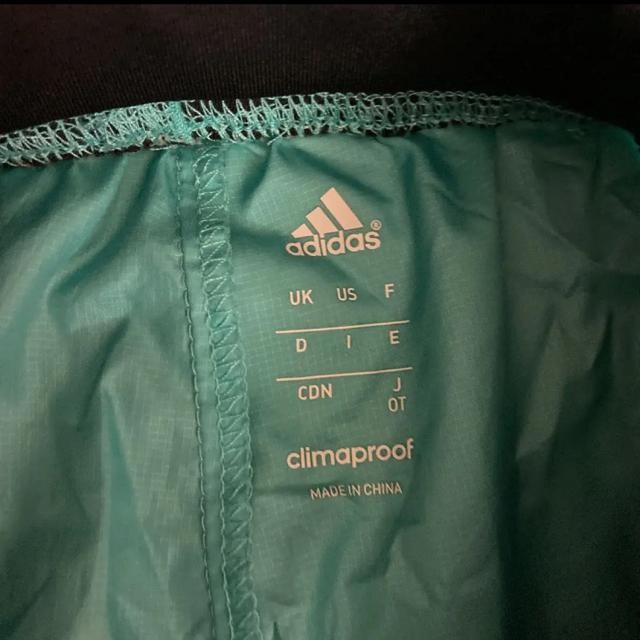 adidas®
UK US F
D I E
CDN J
OT
climaproof
MADE IN CHINA